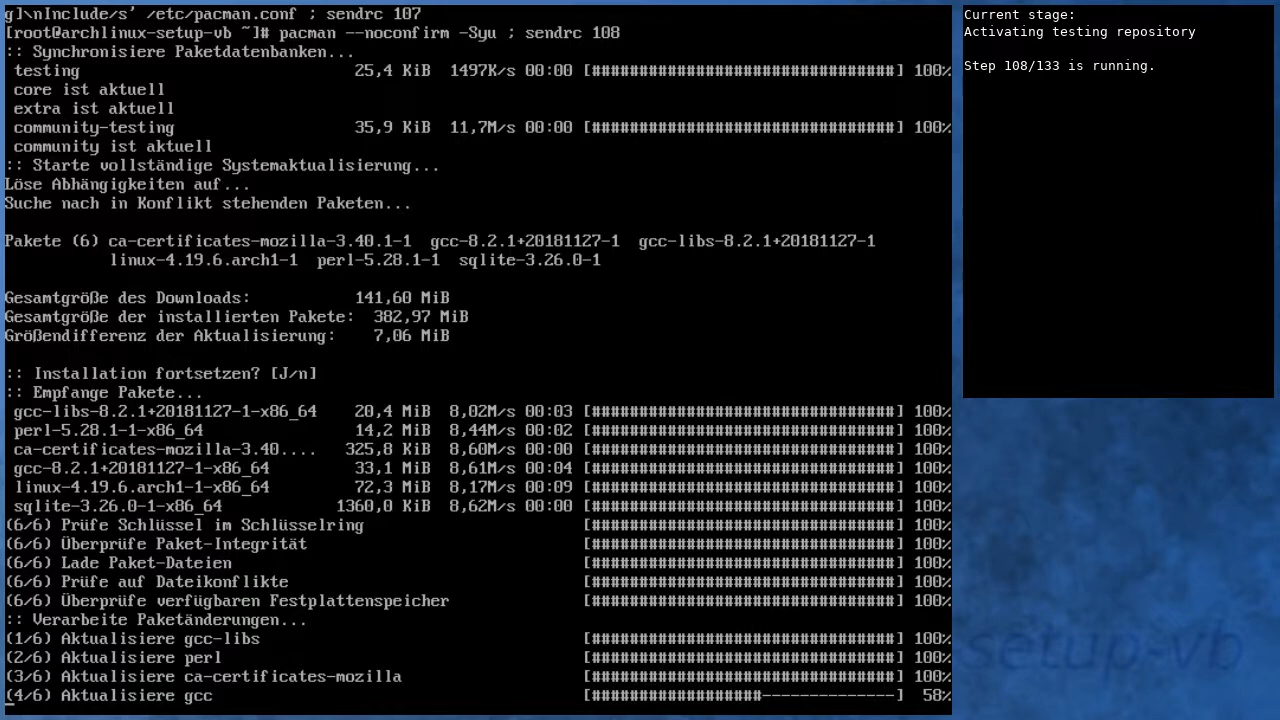 g]\nInclude/s' /etc/pacman.conf ; sendrc 107
[root@archlinux-setup-vb ~]# pacman --noconfirm -Syu ; sendrc 108
:: Synchronisiere Paketdatenbanken...
 testing 25,4 KiB 1497K/s 00:00 [################################] 100%
 core ist aktuell
 extra ist aktuell
 community-testing 35,9 KiB 11,7M/s 00:00 [################################] 100%
 community ist aktuell
:: Starte vollständige Systemaktualisierung...
Löse Abhängigkeiten auf...
Suche nach in Konflikt stehenden Paketen...
Pakete (6) ca-certificates-mozilla-3.40.1-1 gcc-8.2.1+20181127-1 gcc-libs-8.2.1+20181127-1
linux-4.19.6.arch1-1 perl-5.28.1-1 sqlite-3.26.0-1
Gesamtgröße des Downloads: 141,60 MiB
Gesamtgröße der installierten Pakete: 382,97 MiB
Größendifferenz der Aktualisierung: 7,06 MiB
:: Installation fortsetzen? [J/n]
:: Empfange Pakete...
 gcc-libs-8.2.1+20181127-1-x86_64 20,4 MiB 8,02M/s 00:03 [################################] 100%
 perl-5.28.1-1-x86_64 14,2 MiB 8,44M/s 00:02 [################################] 100%
 ca-certificates-mozilla-3.40.... 325,8 KiB 8,60M/s 00:00 [################################] 100%
 gcc-8.2.1+20181127-1-x86_64 33,1 MiB 8,61M/s 00:04 [################################] 100%
 linux-4.19.6.arch1-1-x86_64 72,3 MiB 8,17M/s 00:09 [################################] 100%
 sqlite-3.26.0-1-x86_64 1360,0 KiB 8,62M/s 00:00 [################################] 100%
(6/6) Prüfe Schlüssel im Schlüsselring [################################] 100%
(6/6) Überprüfe Paket-Integrität [################################] 100%
(6/6) Lade Paket-Dateien [################################] 100%
(6/6) Prüfe auf Dateikonflikte [################################] 100%
(6/6) Überprüfe verfügbaren Festplattenspeicher [################################] 100%
:: Verarbeite Paketänderungen...
(1/6) Aktualisiere gcc-libs [################################] 100%
(2/6) Aktualisiere perl [################################] 100%
(3/6) Aktualisiere ca-certificates-mozilla [################################] 100%
(4/6) Aktualisiere gcc [##################--------------] 58%
Current stage:
Activating testing repository
Step 108/133 is running.
setup-vb